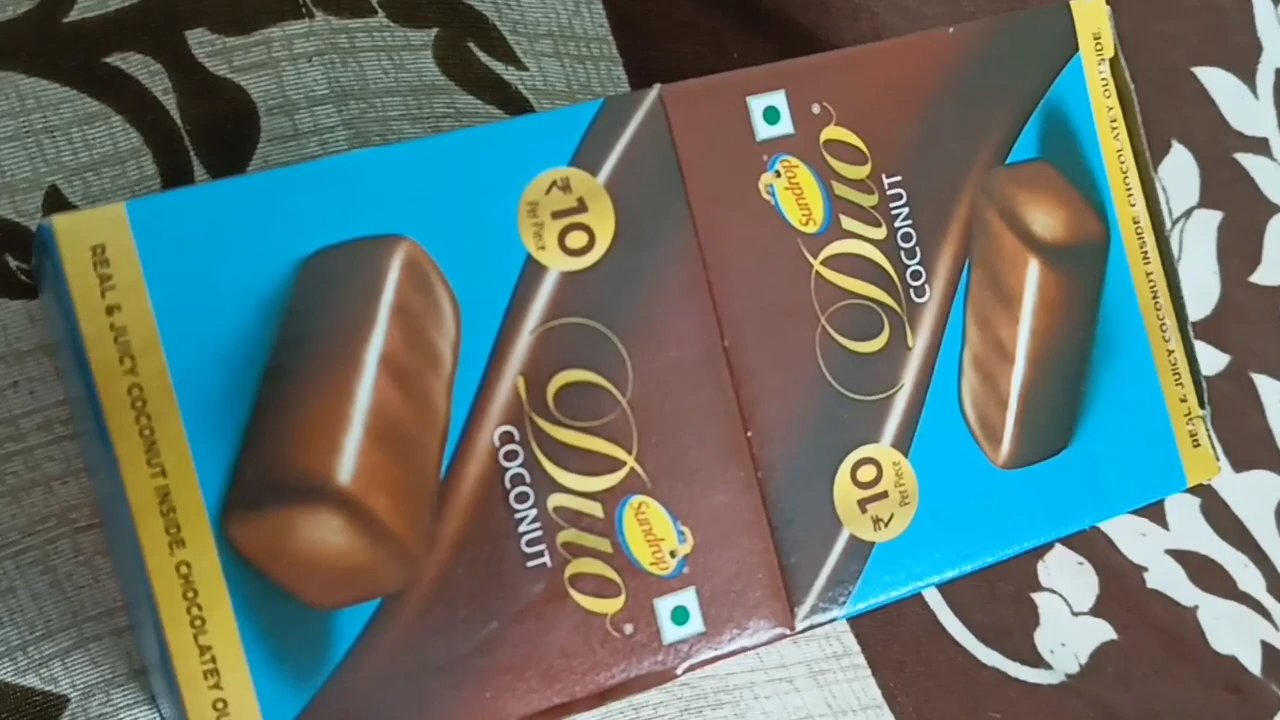 REAL & JUICY COCONUT INSIDE, CHOCOLATEY OU
₹10
Per Piece
Sundrop
Duo
COCONUT
Sundrop
Duo
COCONUT
₹10
Per Piece
REAL & JUICY COCONUT INSIDE CHOCOLATEY OUTSIDE.